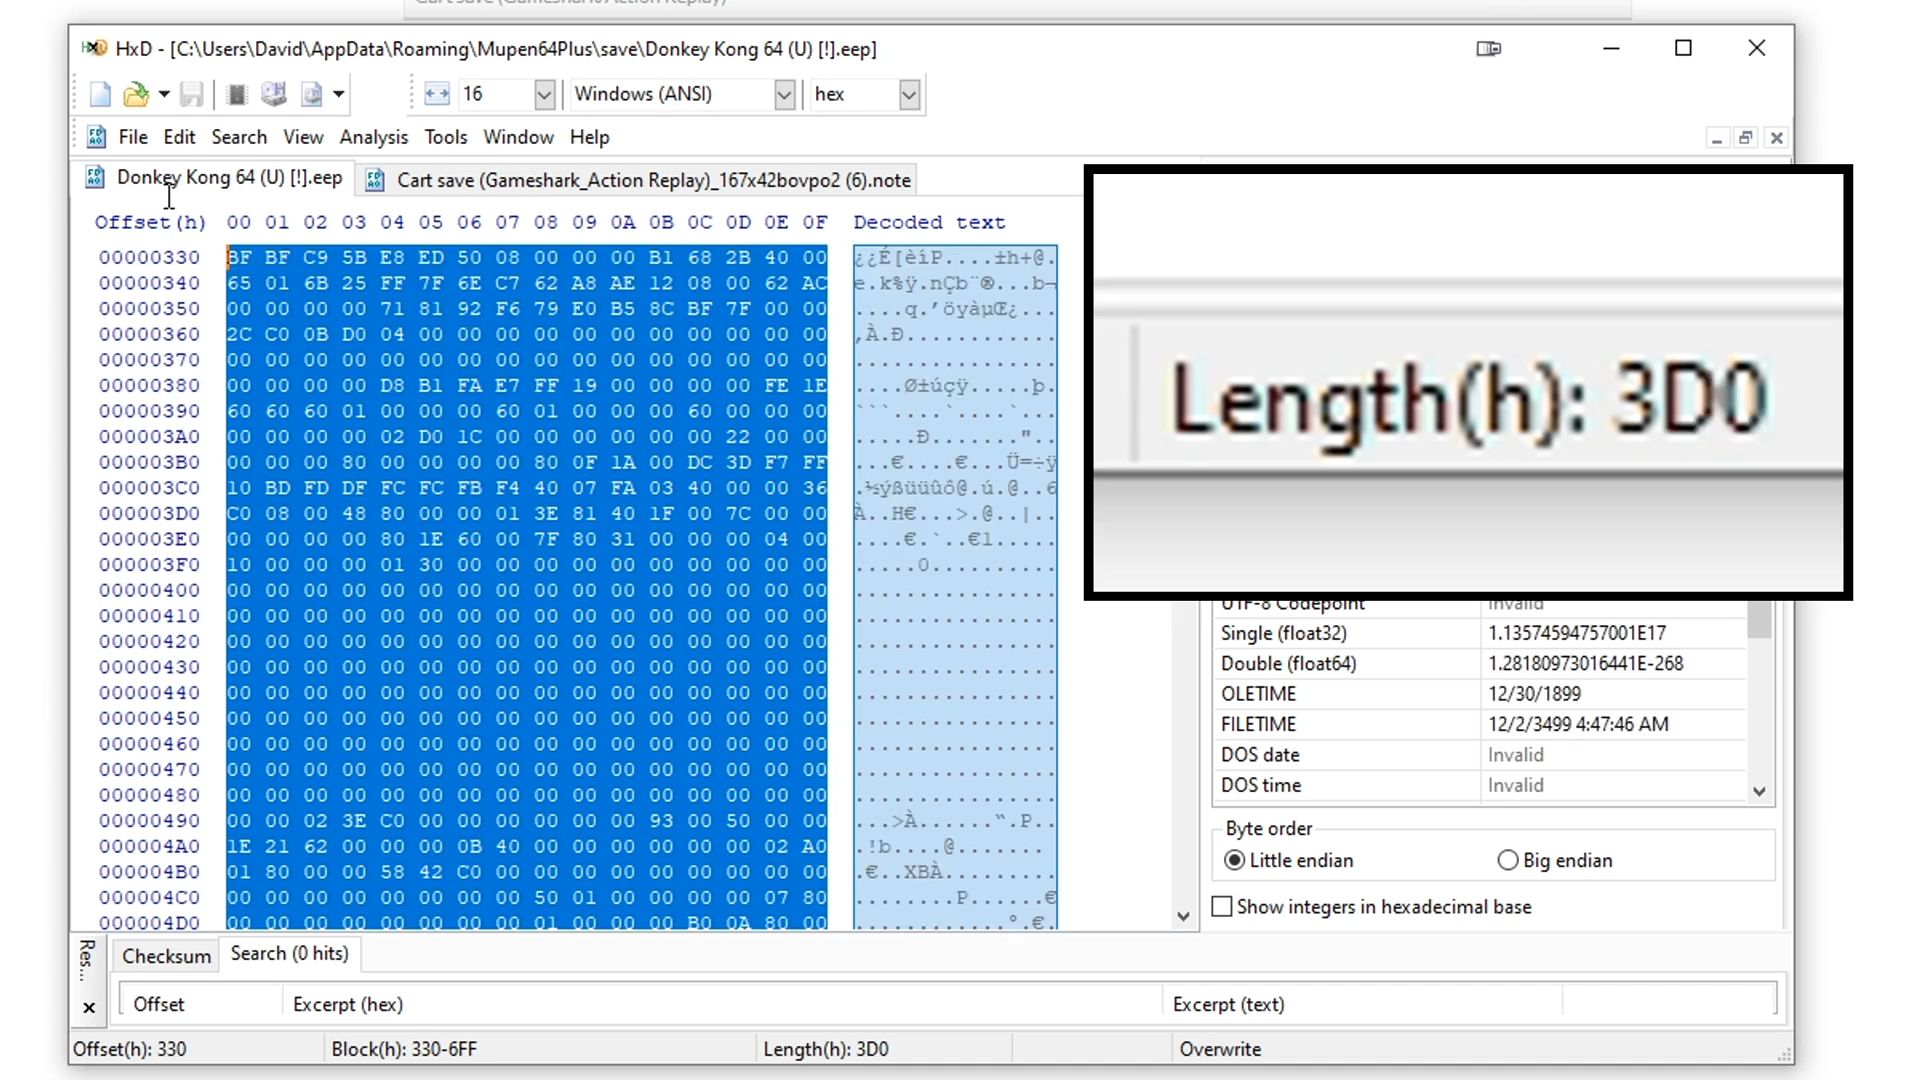 HxD - [C:\Users\David\AppData\Roaming\Mupen64Plus\save\Donkey Kong 64 (U) [!].eep]
16 Windows (ANSI) hex
File Edit Search View Analysis Tools Window Help
Donkey Kong 64 (U) [!].eep Cart save (Gameshark_Action Replay)_167x42bovpo2 (6).note
Offset(h) 00 01 02 03 04 05 06 07 08 09 0A 0B 0C 0D 0E 0F Decoded text
00000330 BF BF C9 5B E8 ED 50 08 00 00 00 B1 68 2B 40 00 ¿¿É[èíP....±h+@.
00000340 65 01 6B 25 FF 7F 6E C7 62 A8 AE 12 08 00 62 AC e.k%ÿ.nÇb¨®...b¬
00000350 00 00 00 00 71 81 92 F6 79 E0 B5 8C BF 7F 00 00 ....q.’öyàµŒ¿...
00000360 2C C0 0B D0 04 00 00 00 00 00 00 00 00 00 00 00 ,À.Ð............
00000370 00 00 00 00 00 00 00 00 00 00 00 00 00 00 00 00 ................
00000380 00 00 00 00 D8 B1 FA E7 FF 19 00 00 00 00 FE 1E ....Ø±úçÿ.....þ.
00000390 60 60 60 01 00 00 00 60 01 00 00 00 60 00 00 00 ```....`....`...
000003A0 00 00 00 00 02 D0 1C 00 00 00 00 00 00 22 00 00 .....Ð......."..
000003B0 00 00 00 80 00 00 00 00 80 0F 1A 00 DC 3D F7 FF ...€....€...Ü=÷ÿ
000003C0 10 BD FD DF FC FC FB F4 40 07 FA 03 40 00 00 36 .½ýßüüûô@.ú.@..6
000003D0 C0 08 00 48 80 00 00 01 3E 81 40 1F 00 7C 00 00 À..H€...>.@..|..
000003E0 00 00 00 00 80 1E 60 00 7F 80 31 00 00 00 04 00 ....€.`..€1.....
000003F0 10 00 00 00 01 30 00 00 00 00 00 00 00 00 00 00 .....0..........
00000400 00 00 00 00 00 00 00 00 00 00 00 00 00 00 00 00 ................
00000410 00 00 00 00 00 00 00 00 00 00 00 00 00 00 00 00 ................
00000420 00 00 00 00 00 00 00 00 00 00 00 00 00 00 00 00 ................
00000430 00 00 00 00 00 00 00 00 00 00 00 00 00 00 00 00 ................
00000440 00 00 00 00 00 00 00 00 00 00 00 00 00 00 00 00 ................
00000450 00 00 00 00 00 00 00 00 00 00 00 00 00 00 00 00 ................
00000460 00 00 00 00 00 00 00 00 00 00 00 00 00 00 00 00 ................
00000470 00 00 00 00 00 00 00 00 00 00 00 00 00 00 00 00 ................
00000480 00 00 00 00 00 00 00 00 00 00 00 00 00 00 00 00 ................
00000490 00 00 02 3E C0 00 00 00 00 00 00 93 00 50 00 00 ...>À......“.P..
000004A0 1E 21 62 00 00 00 0B 40 00 00 00 00 00 00 02 A0 .!b....@.......
000004B0 01 80 00 00 58 42 C0 00 00 00 00 00 00 00 00 00 .€..XBÀ.........
000004C0 00 00 00 00 00 00 00 00 50 01 00 00 00 00 07 80 ........P......€
000004D0 00 00 00 00 00 00 00 00 01 00 00 00 B0 0A 80 00 ............°.€.
Length(h): 3D0
UTF-8 Codepoint Invalid
Single (float32) 1.13574594757001E17
Double (float64) 1.28180973016441E-268
OLETIME 12/30/1899
FILETIME 12/2/3499 4:47:46 AM
DOS date Invalid
DOS time Invalid
Byte order
Little endian Big endian
Show integers in hexadecimal base
Res...
Checksum Search (0 hits)
Offset Excerpt (hex) Excerpt (text)
Offset(h): 330 Block(h): 330-6FF Length(h): 3D0 Overwrite